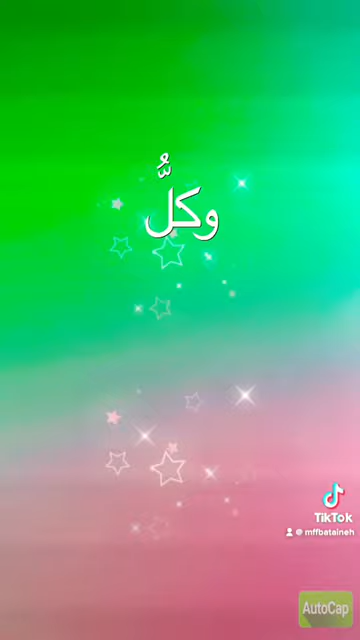 وكلٌّ
TikTok
@ mffbataineh
AutoCap